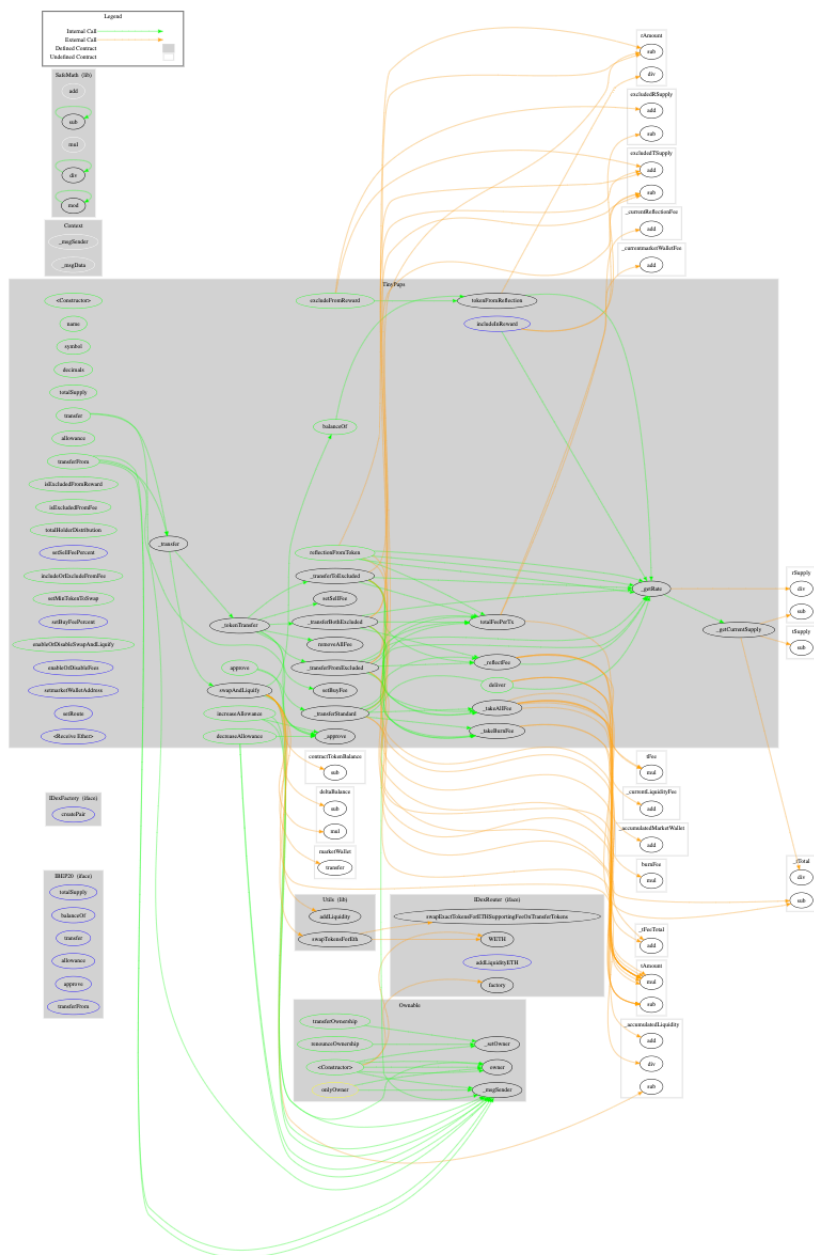 Legend
Internal Call
External Call
Defined Contract
Undefined Contract
SafeMath (lib)
add
sub
mul
div
mod
Context
_msgSender
_msgData
rAmount
sub
div
excludedRSupply
add
sub
excludedTSupply
add
sub
_currentReflectionFee
add
_currentmarketWalletFee
add
<Constructor>
name
symbol
decimals
totalSupply
transfer
allowance
transferFrom
isExcludedFromReward
isExcludedFromFee
totalHolderDistribution
setSellFeePercent
includeOrExcludeFromFee
setMinTokenToSwap
setBuyFeePercent
enableOrDisableSwapAndLiquify
enableOrDisableFees
setmarketWalletAddress
setRoute
<Receive Ether>
_transfer
_tokenTransfer
approve
swapAndLiquify
increaseAllowance
decreaseAllowance
excludeFromReward
balanceOf
reflectionFromToken
_transferToExcluded
setSellFee
_transferBothExcluded
removeAllFee
_transferFromExcluded
setBuyFee
_transferStandard
_approve
tokenFromReflection
includeInReward
totalFeePerTx
_reflectFee
deliver
_takeAllFee
_takeBurnFee
_getRate
_getCurrentSupply
rSupply
div
sub
tSupply
sub
contractTokenBalance
sub
deltaBalance
sub
mul
marketWallet
transfer
tFee
mul
_currentLiquidityFee
add
_accumulatedMarketWallet
add
burnFee
mul
_tTotal
div
sub
_tFeeTotal
add
tAmount
mul
sub
_accumulatedLiquidity
add
div
sub
IDexFactory (iface)
createPair
IBEP20 (iface)
totalSupply
balanceOf
transfer
allowance
approve
transferFrom
Utils (lib)
addLiquidity
swapTokensForEth
IDexRouter (iface)
swapExactTokensForETHSupportingFeeOnTransferTokens
WETH
addLiquidityETH
factory
Ownable
transferOwnership
renounceOwnership
<Constructor>
onlyOwner
_setOwner
owner
_msgSender